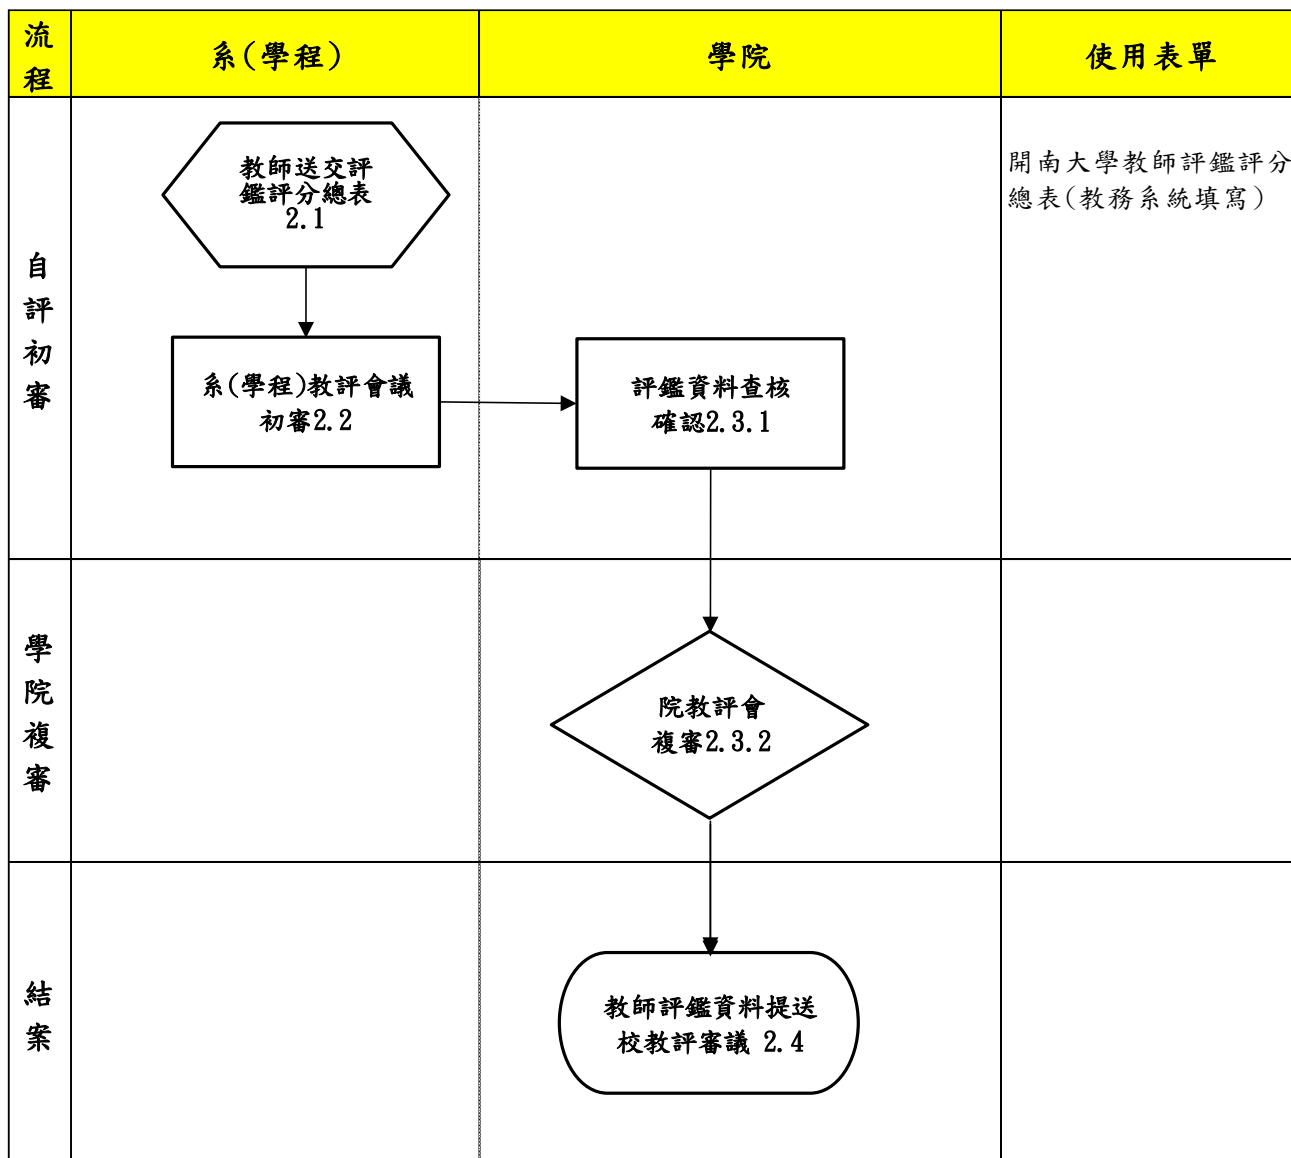 流
程
系(學程)
學院
使用表單
自
評
初
審
教師送交評
鑑評分總表
2.1
開南大學教師評鑑評分
總表(教務系統填寫)
系(學程)教評會議
初審2.2
評鑑資料查核
確認2.3.1
學
院
複
審
院教評會
複審2.3.2
結
案
教師評鑑資料提送
校教評審議 2.4